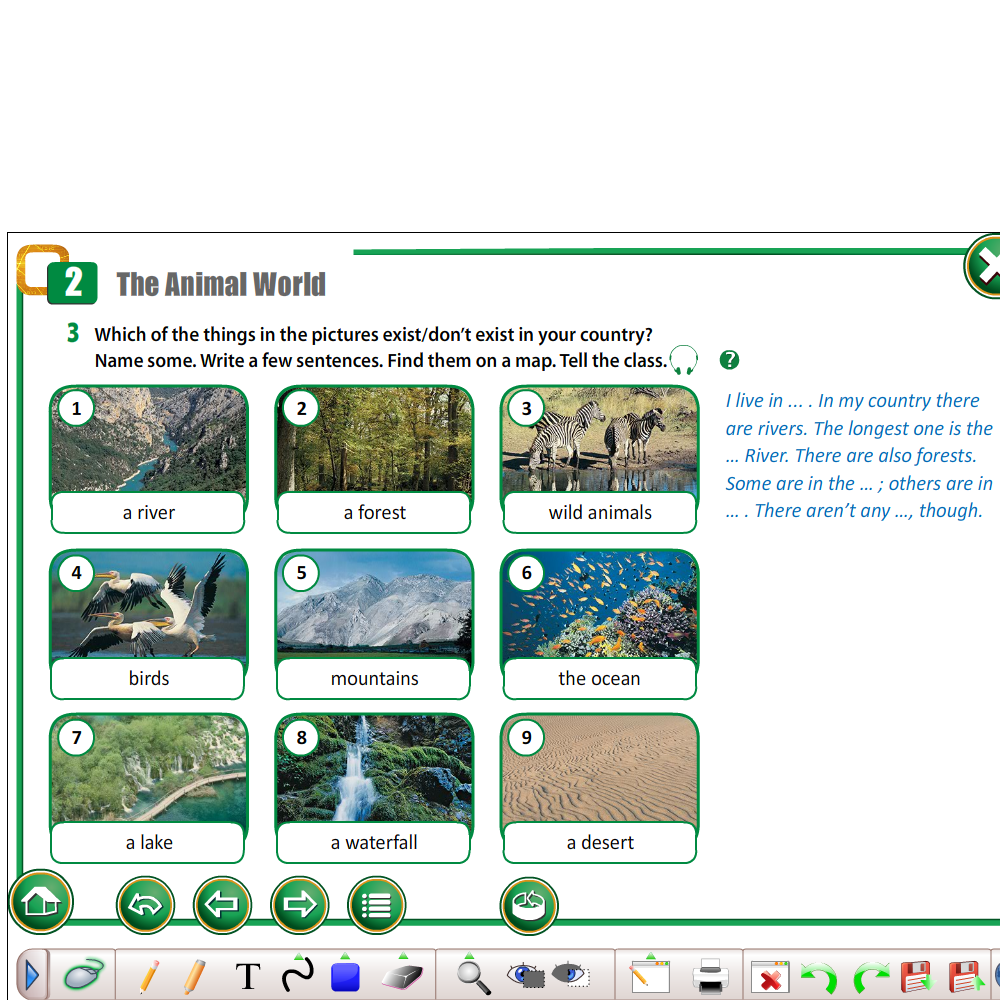 2 The Animal World
3 Which of the things in the pictures exist/don't exist in your country?
Name some. Write a few sentences. Find them on a map. Tell the class.
?
I live in ... . In my country there
are rivers. The longest one is the
... River. There are also forests.
Some are in the ... ; others are in
... . There aren't any ..., though.
1
a river
2
a forest
3
wild animals
4
birds
5
mountains
6
the ocean
7
a lake
8
a waterfall
9
a desert
T